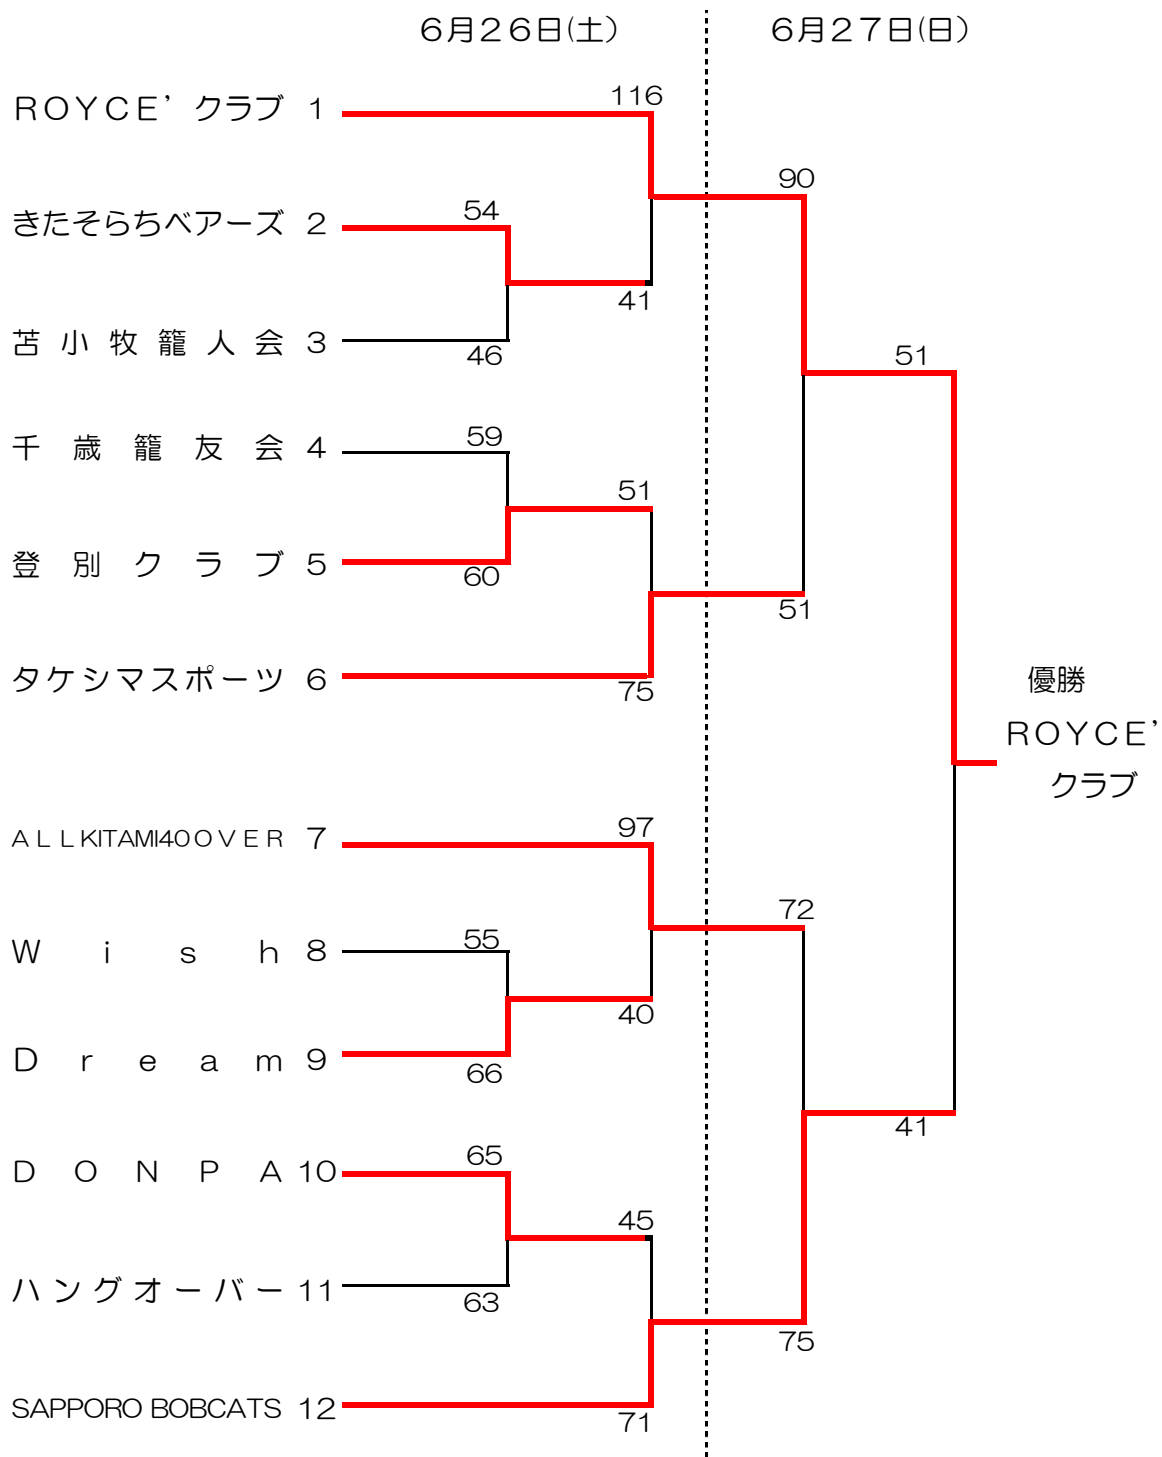 ６月２６日(土)
６月２７日(日)
116
ＲＯＹＣＥ’クラブ 1
90
54
きたそらちベアーズ 2
41
苫小牧籠人会 3
46
51
59
千歳籠友会 4
51
登別クラブ 5
60
51
タケシマスポーツ 6
75
優勝
ＲＯＹＣＥ’
クラブ
97
ＡＬＬKITAMI40ＯＶＥＲ 7
72
55
Ｗｉｓｈ 8
40
Ｄｒｅａｍ 9
66
41
65
ＤＯＮＰＡ 10
45
ハングオーバー 11
63
75
SAPPORO BOBCATS 12
71